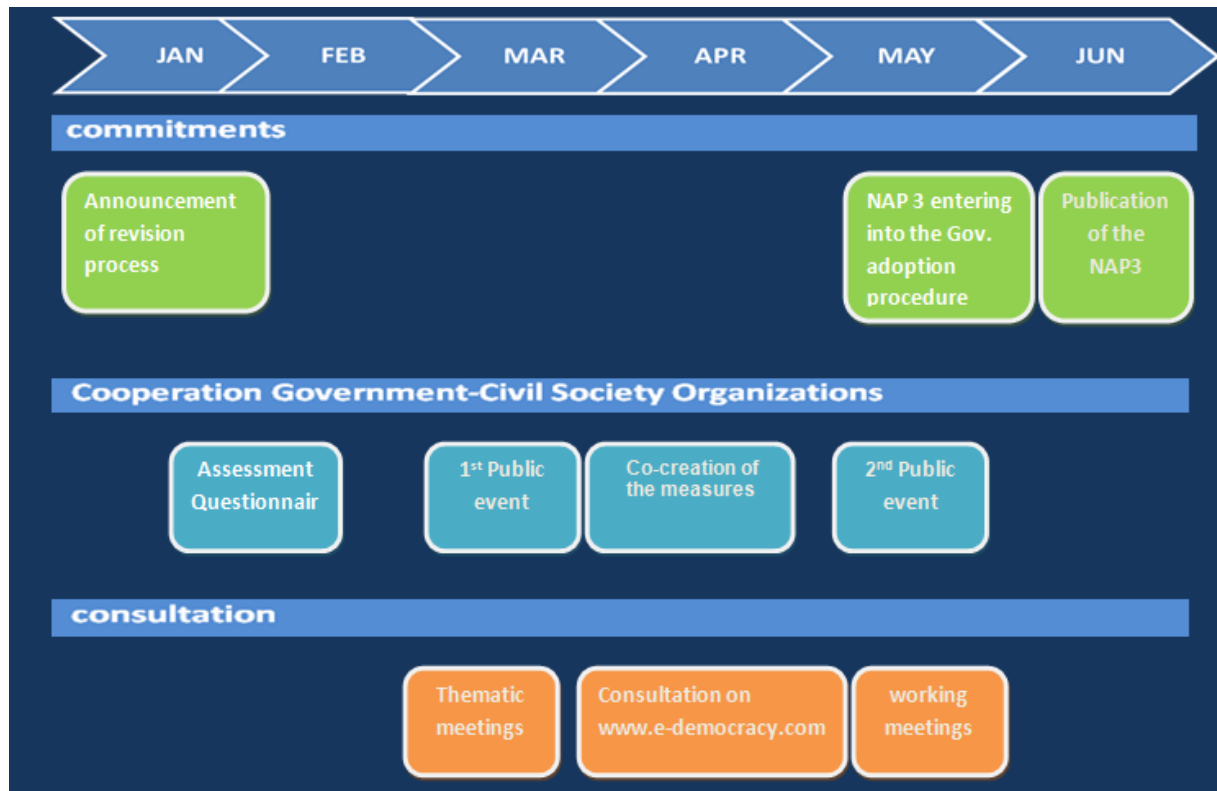 JAN FEB MAR APR MAY JUN
commitments
Announcement
of revision
process
NAP 3 entering
into the Gov.
adoption
procedure
Publication
of the
NAP3
Cooperation Government-Civil Society Organizations
Assessment
Questionnair
1st Public
event
Co-creation of
the measures
2nd Public
event
consultation
Thematic
meetings
Consultation on
www.e-democracy.com
working
meetings